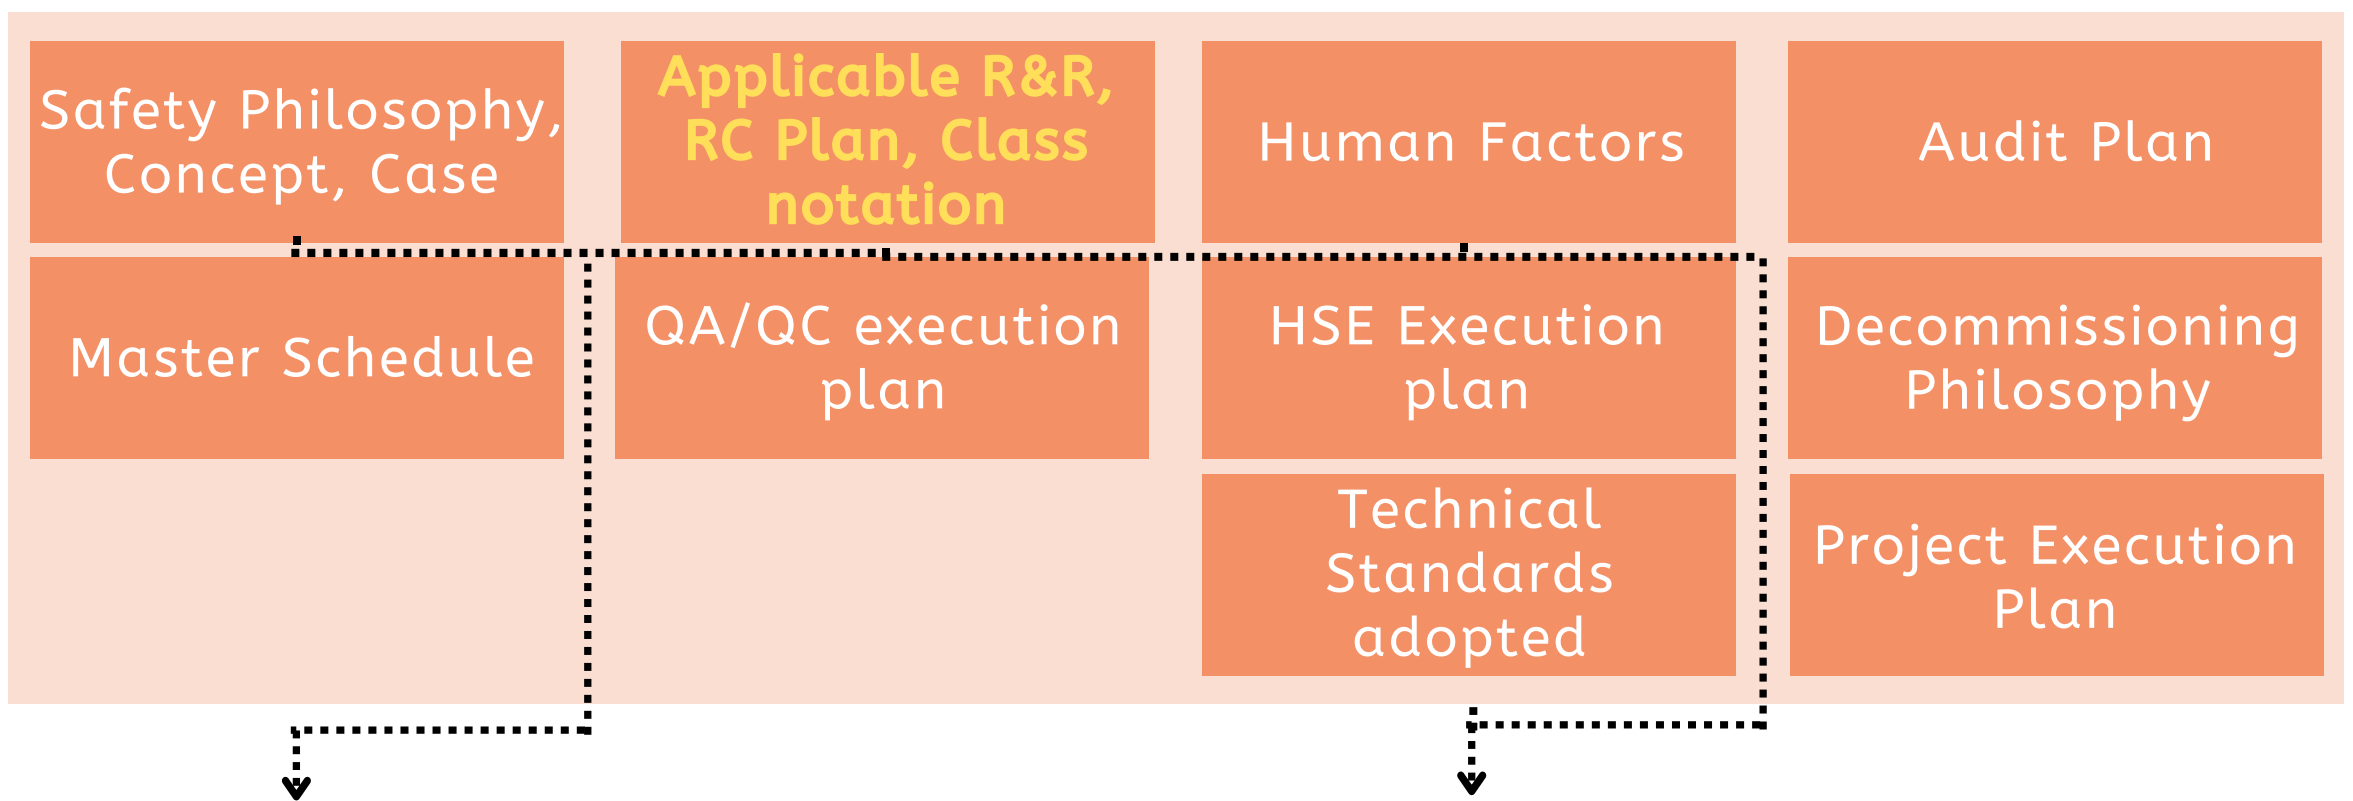 Safety Philosophy,
Concept, Case
Applicable R&R,
RC Plan, Class
notation
Human Factors
Audit Plan
Master Schedule
QA/QC execution
plan
HSE Execution
plan
Decommissioning
Philosophy
Technical
Standards
adopted
Project Execution
Plan